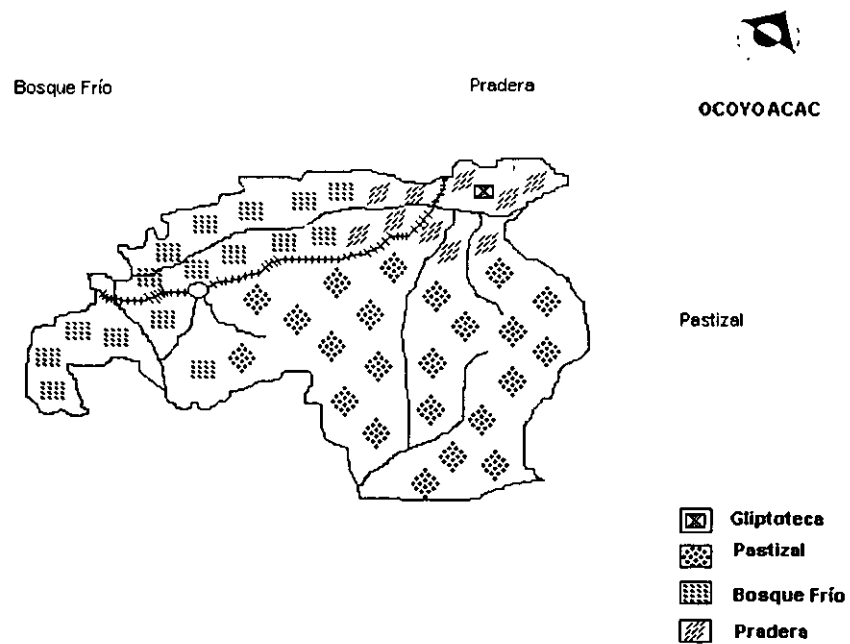 Bosque Frío
Pradera
OCOYOACAC
Pastizal
Gliptoteca
Pastizal
Bosque Frío
Pradera